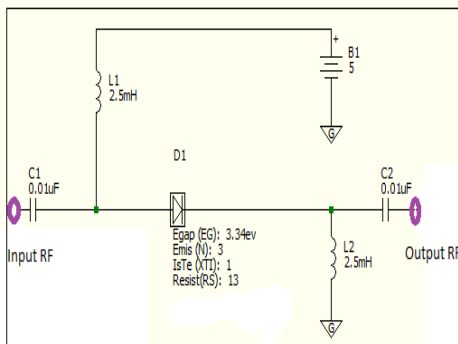 +
B1
5
L1
2.5mH
G
D1
C1
0.01uF
C2
0.01uF
Egap (EG): 3.34ev
Emis (N): 3
IsTe (XTI): 1
Resist(RS): 13
L2
2.5mH
Input RF
Output RF
G